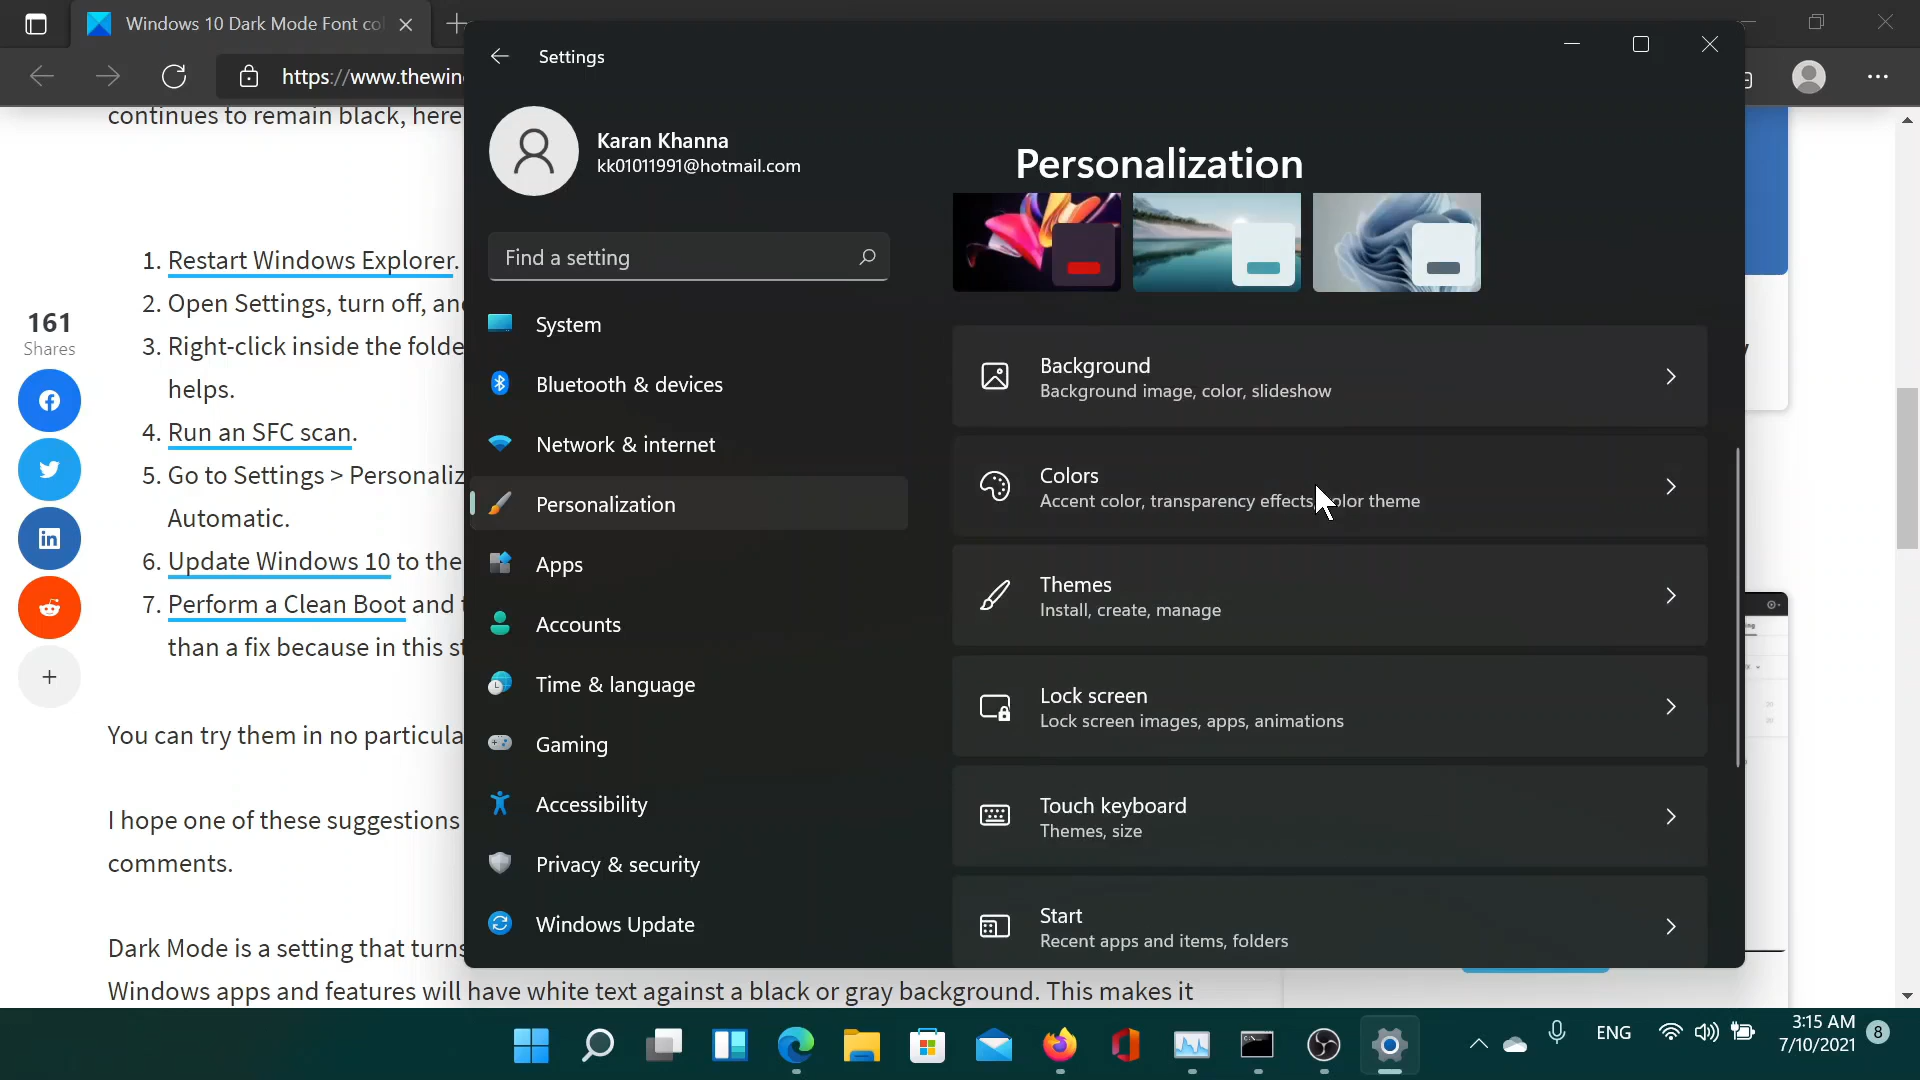 Windows 10 Dark Mode Font co
https://www.thewin
Settings
Karan Khanna
kk01011991@hotmail.com
Find a setting
System
Bluetooth & devices
Network & internet
Personalization
Apps
Accounts
Time & language
Gaming
Accessibility
Privacy & security
Windows Update
Personalization
Background
Background image, color, slideshow
Colors
Accent color, transparency effects, color theme
Themes
Install, create, manage
Lock screen
Lock screen images, apps, animations
Touch keyboard
Themes, size
Start
Recent apps and items, folders
continues to remain black, here
161
Shares
1. Restart Windows Explorer.
2. Open Settings, turn off, and
3. Right-click inside the folde
helps.
4. Run an SFC scan.
5. Go to Settings > Personaliz
Automatic.
6. Update Windows 10 to the
7. Perform a Clean Boot and t
than a fix because in this st
You can try them in no particula
I hope one of these suggestions
comments.
Dark Mode is a setting that turns
Windows apps and features will have white text against a black or gray background. This makes it
ENG
3:15 AM
7/10/2021
8